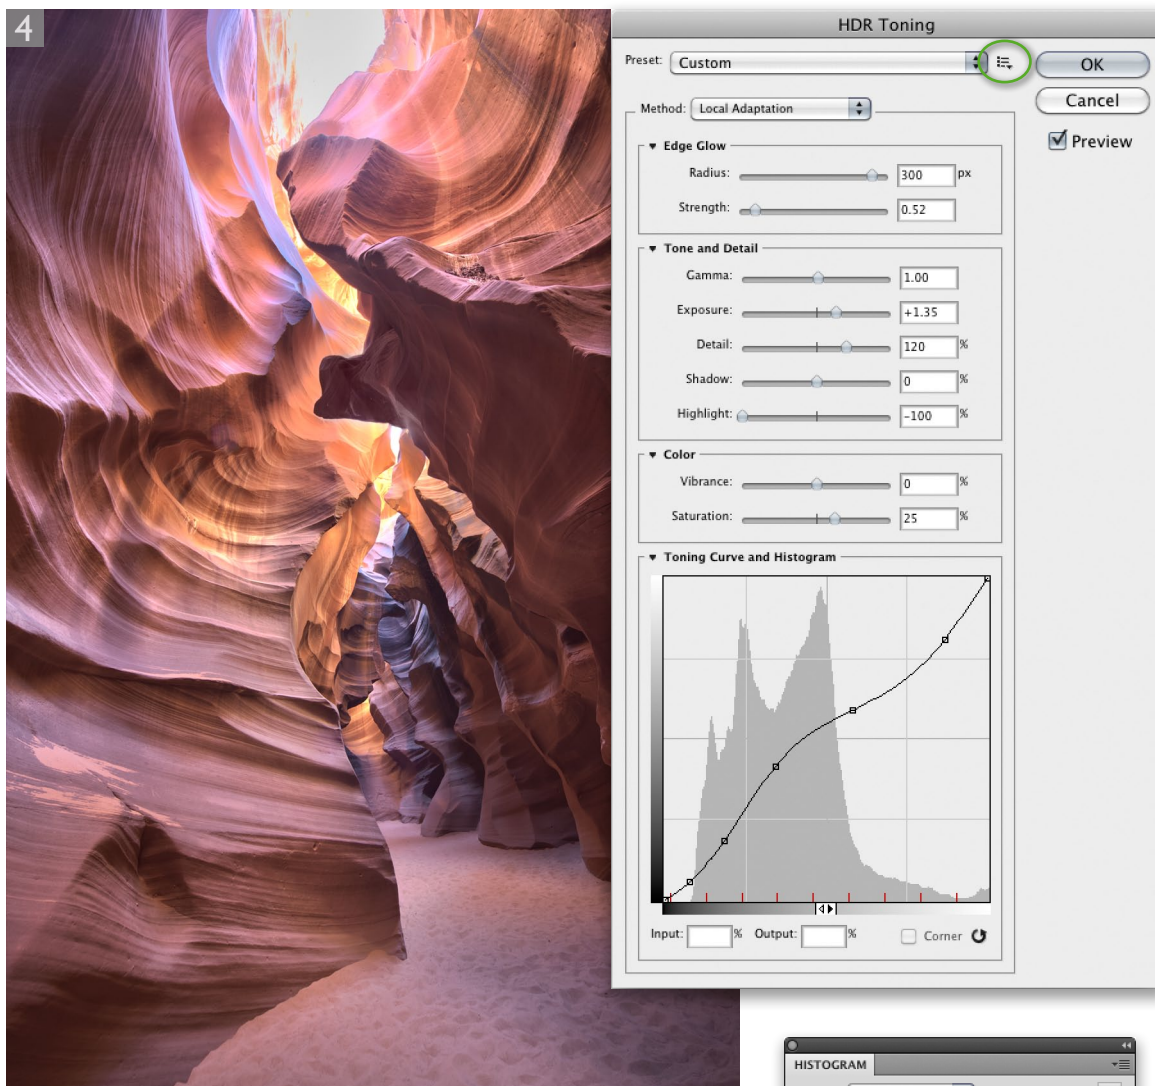 4
HDR Toning
Preset: Custom
OK
Cancel
Preview
Method: Local Adaptation
Edge Glow
Radius: 300 px
Strength: 0.52
Tone and Detail
Gamma: 1.00
Exposure: +1.35
Detail: 120 %
Shadow: 0 %
Highlight: -100 %
Color
Vibrance: 0 %
Saturation: 25 %
Toning Curve and Histogram
Input: % Output: % Corner
HISTOGRAM